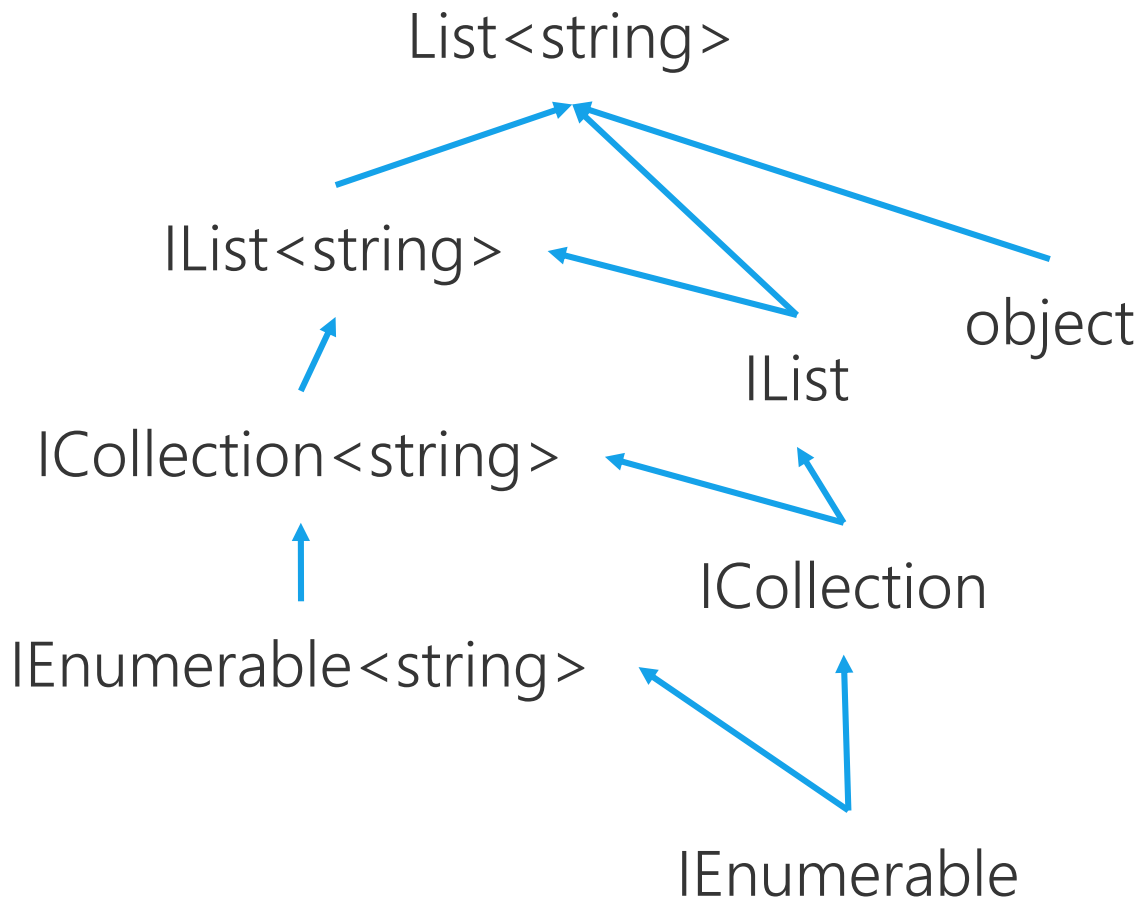 List<string>
IList<string>
object
IList
ICollection<string>
ICollection
IEnumerable<string>
IEnumerable